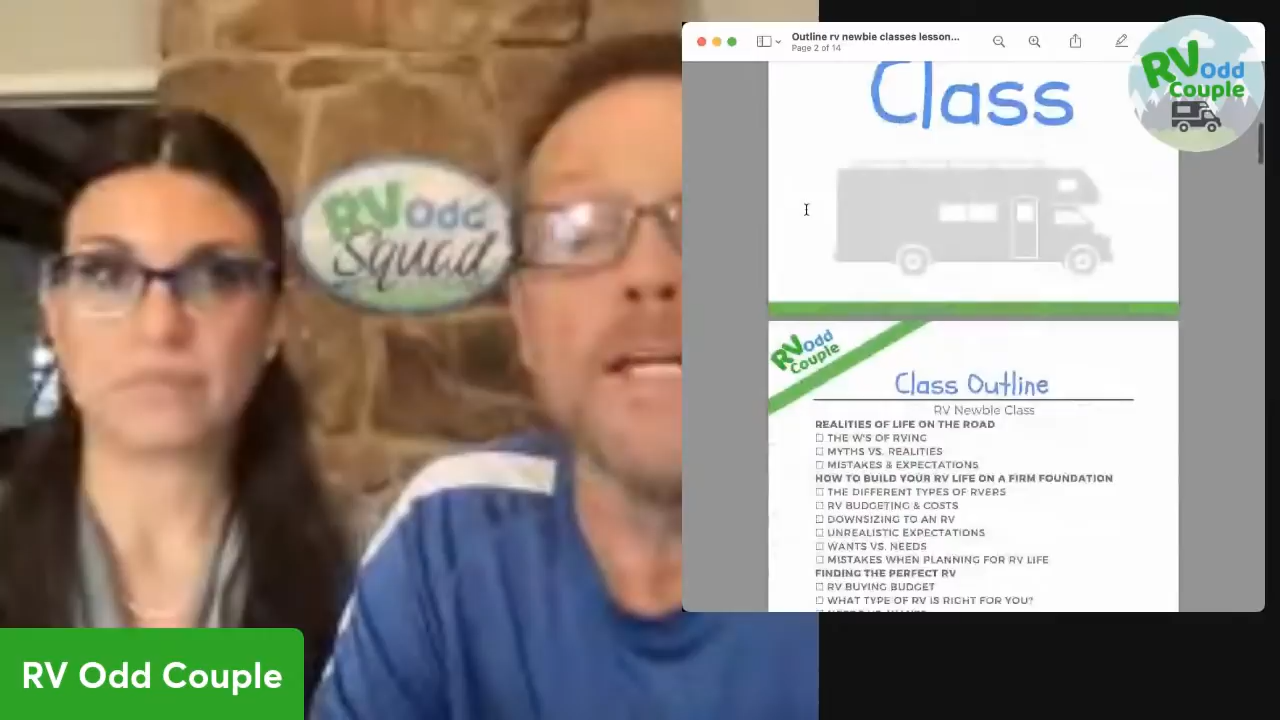 RV Odd
Squad
Outline rv newbie classes lesson...
Page 2 of 14
RV Odd
Couple
Class
RV Odd
Couple
Class Outline
RV Newbie Class
REALITIES OF LIFE ON THE ROAD
THE W'S OF RVING
MYTHS VS. REALITIES
MISTAKES & EXPECTATIONS
HOW TO BUILD YOUR RV LIFE ON A FIRM FOUNDATION
THE DIFFERENT TYPES OF RVERS
RV BUDGETING & COSTS
DOWNSIZING TO AN RV
UNREALISTIC EXPECTATIONS
WANTS VS. NEEDS
MISTAKES WHEN PLANNING FOR RV LIFE
FINDING THE PERFECT RV
RV BUYING BUDGET
WHAT TYPE OF RV IS RIGHT FOR YOU?
RV Odd Couple